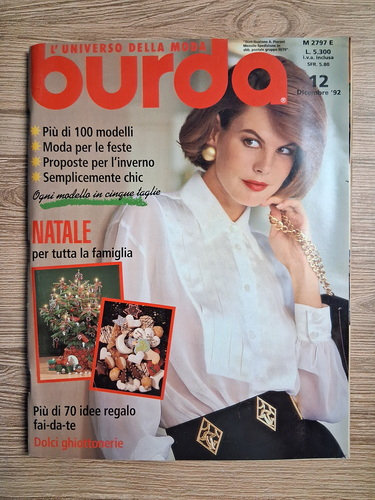 L'UNIVERSO DELLA MODA
burda
M 2797 E
L. 5.300
i.v.a. inclusa
SFR. 5.80
12
Dicembre '92
Più di 100 modelli
Moda per le feste
Proposte per l'inverno
Semplicemente chic
Ogni modello in cinque taglie
NATALE
per tutta la famiglia
Più di 70 idee regalo
fai-da-te
Dolci ghiottonerie